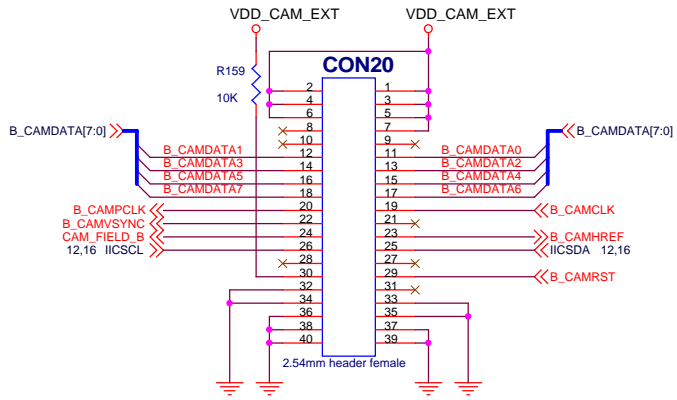 VDD_CAM_EXT VDD_CAM_EXT
CON20
R159
10K
2 1
4 3
6 5
8 7
10 9
B_CAMDATA[7:0] B_CAMDATA[7:0]
B_CAMDATA1 12 11 B_CAMDATA0
B_CAMDATA3 14 13 B_CAMDATA2
B_CAMDATA5 16 15 B_CAMDATA4
B_CAMDATA7 18 17 B_CAMDATA6
B_CAMPCLK 20 19 B_CAMCLK
B_CAMVSYNC 22 21
CAM_FIELD_B 24 23 B_CAMHREF
12,16 IICSCL 26 25 IICSDA 12,16
28 27
30 29 B_CAMRST
32 31
34 33
36 35
38 37
40 39
2.54mm header female